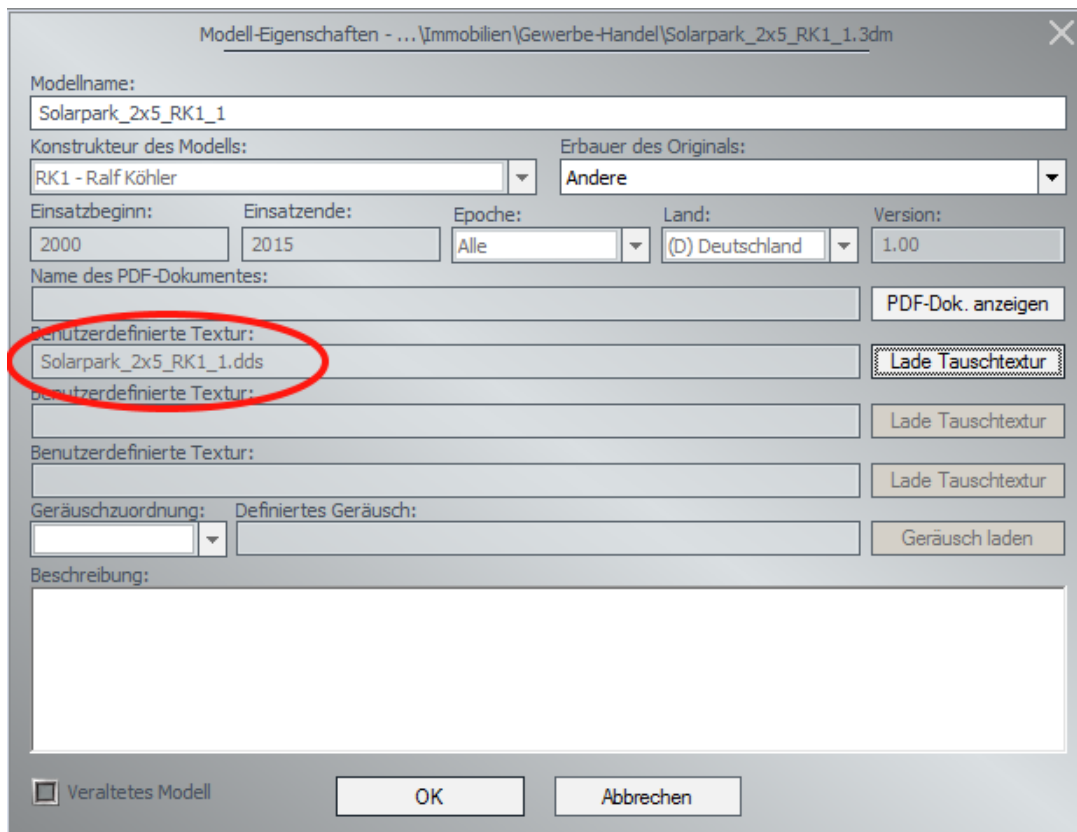 Modell-Eigenschaften - ...\Immobilien\Gewerbe-Handel\Solarpark_2x5_RK1_1.3dm
Modellname:
Solarpark_2x5_RK1_1
Konstrukteur des Modells: Erbauer des Originals:
RK1 - Ralf Köhler Andere
Einsatzbeginn: Einsatzende: Epoche: Land: Version:
2000 2015 Alle (D) Deutschland 1.00
Name des PDF-Dokumentes:
PDF-Dok. anzeigen
Benutzerdefinierte Textur:
Solarpark_2x5_RK1_1.dds Lade Tauschtextur
Benutzerdefinierte Textur:
Lade Tauschtextur
Benutzerdefinierte Textur:
Lade Tauschtextur
Geräuschzuordnung: Definiertes Geräusch:
Geräusch laden
Beschreibung:
Veraltetes Modell OK Abbrechen